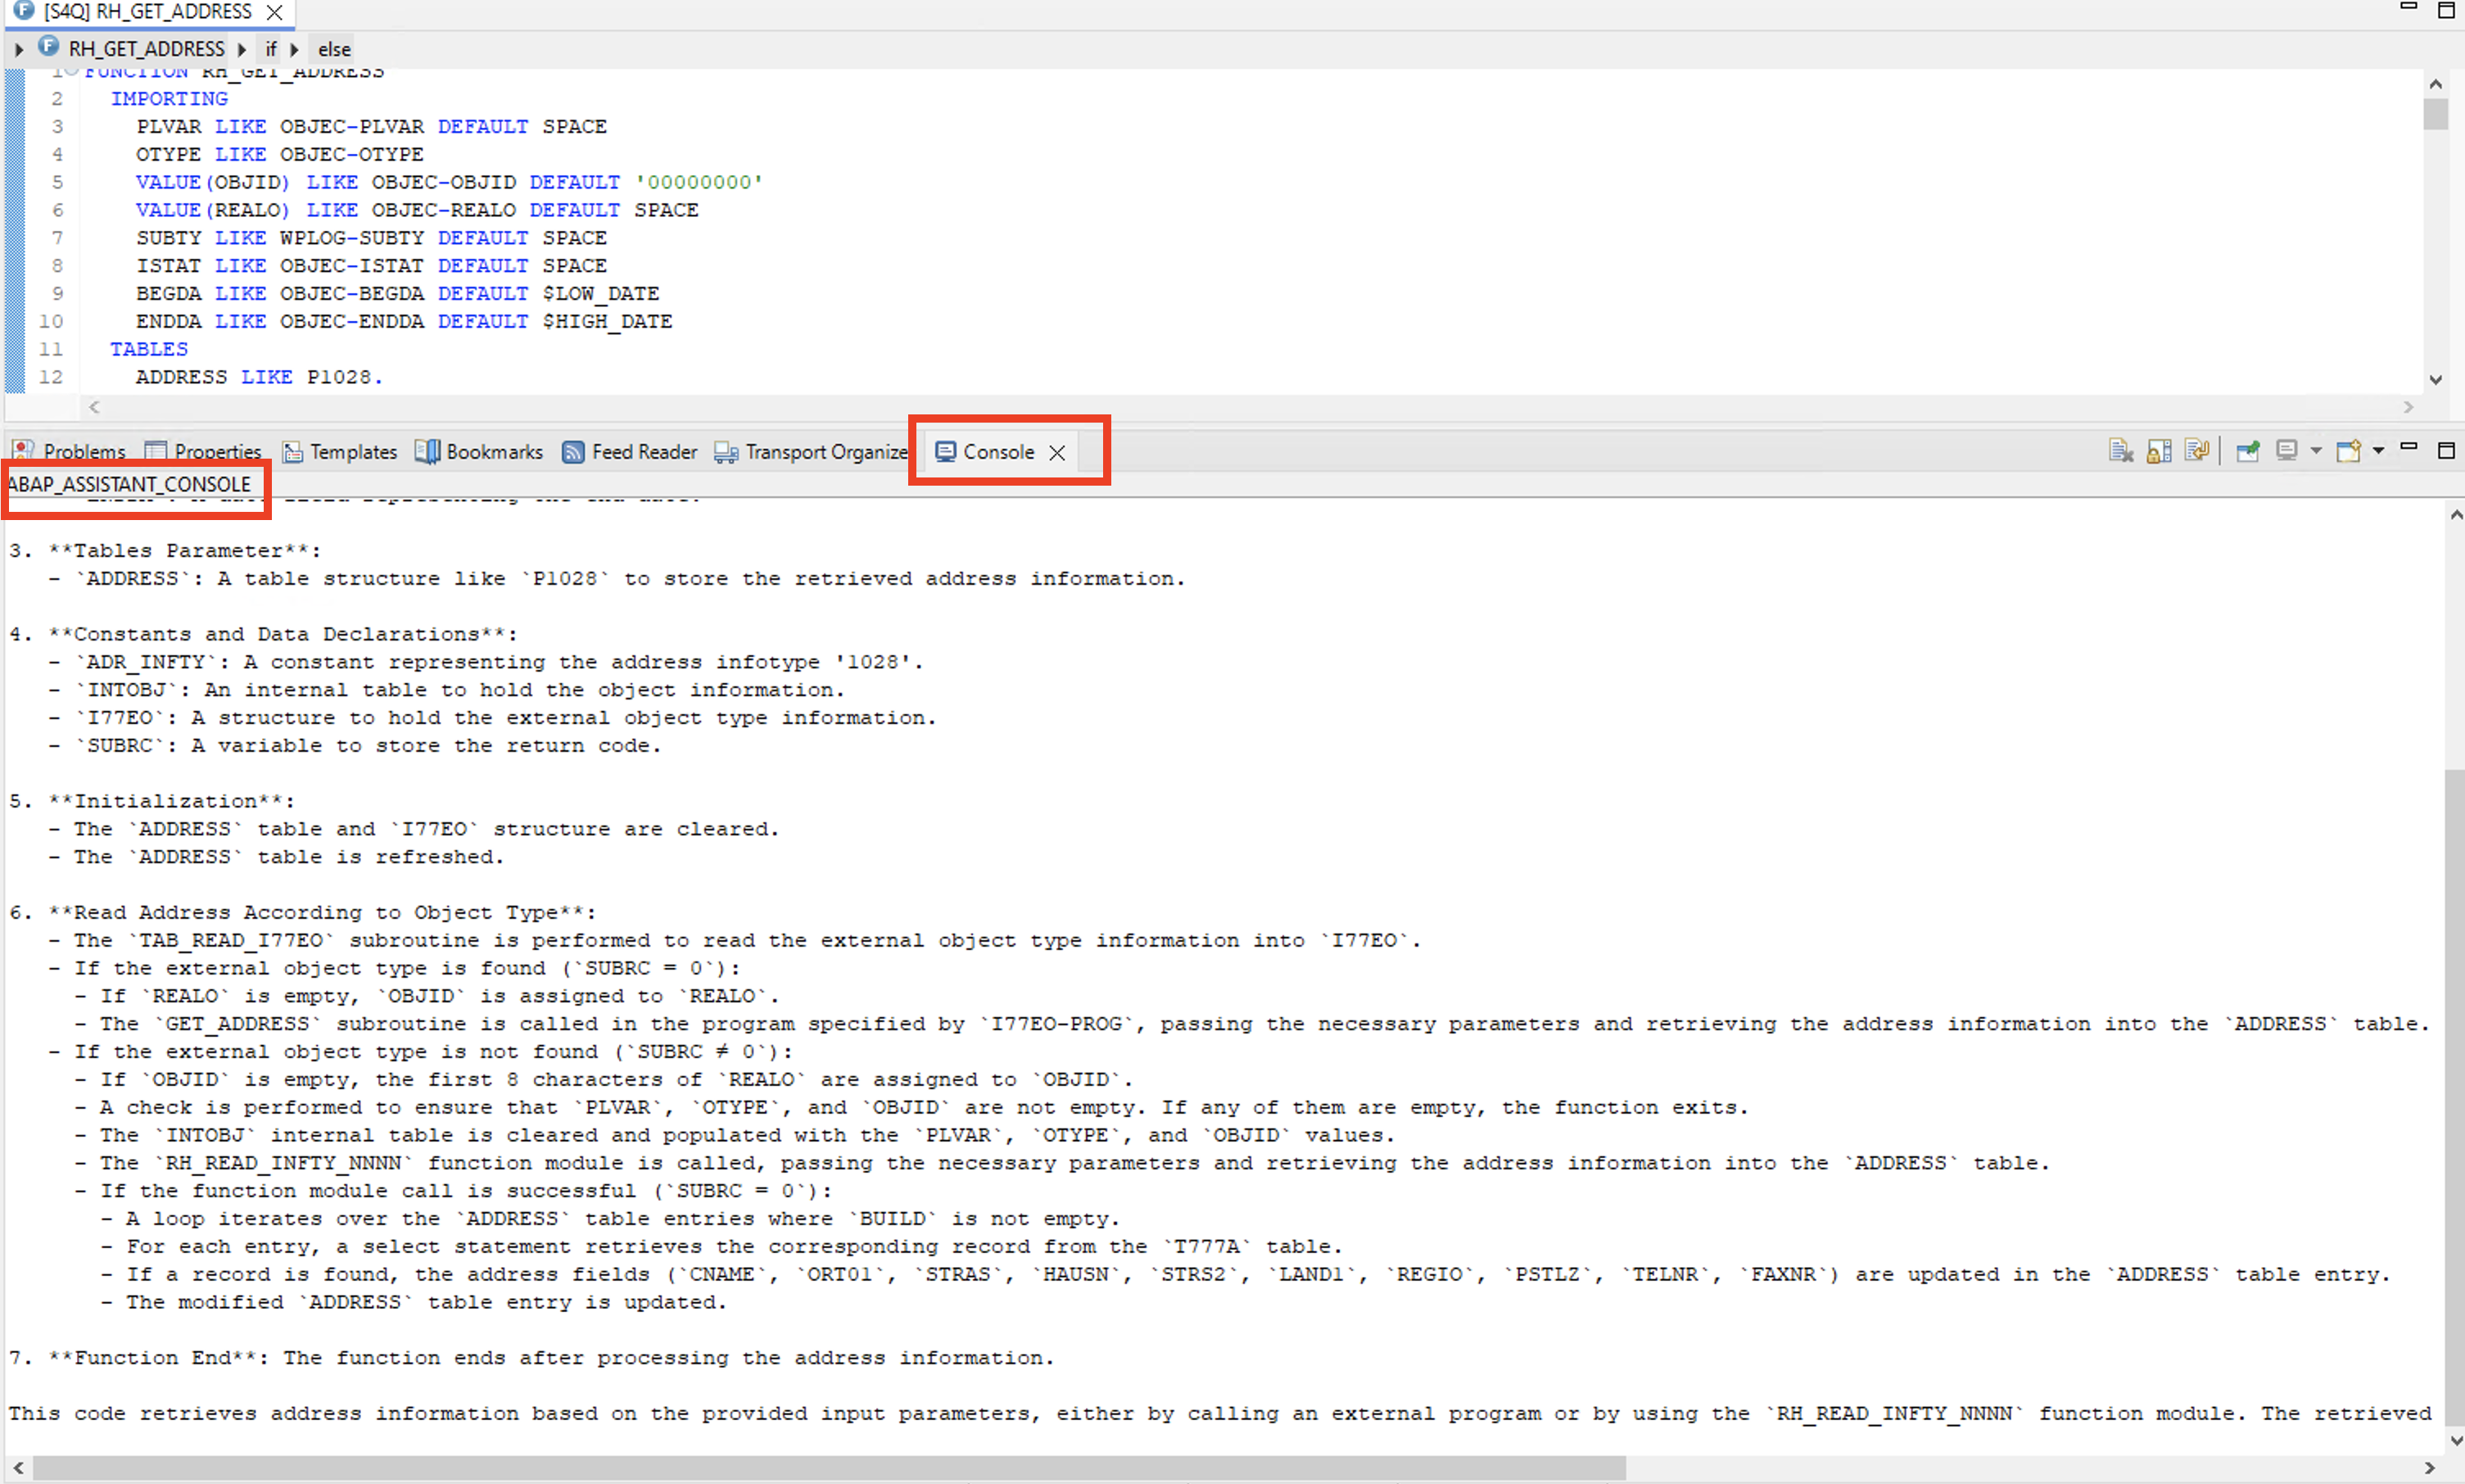 [S4Q] RH_GET_ADDRESS
RH_GET_ADDRESS if else
1 FUNCTION RH_GET_ADDRESS
2 IMPORTING
3 PLVAR LIKE OBJEC-PLVAR DEFAULT SPACE
4 OTYPE LIKE OBJEC-OTYPE
5 VALUE(OBJID) LIKE OBJEC-OBJID DEFAULT '00000000'
6 VALUE(REALO) LIKE OBJEC-REALO DEFAULT SPACE
7 SUBTY LIKE WPLOG-SUBTY DEFAULT SPACE
8 ISTAT LIKE OBJEC-ISTAT DEFAULT SPACE
9 BEGDA LIKE OBJEC-BEGDA DEFAULT $LOW_DATE
10 ENDDA LIKE OBJEC-ENDDA DEFAULT $HIGH_DATE
11 TABLES
12 ADDRESS LIKE P1028.
Problems Properties Templates Bookmarks Feed Reader Transport Organize Console
ABAP_ASSISTANT_CONSOLE
3. **Tables Parameter**:
- `ADDRESS`: A table structure like `P1028` to store the retrieved address information.
4. **Constants and Data Declarations**:
- `ADR_INFTY`: A constant representing the address infotype '1028'.
- `INTOBJ`: An internal table to hold the object information.
- `I77EO`: A structure to hold the external object type information.
- `SUBRC`: A variable to store the return code.
5. **Initialization**:
- The `ADDRESS` table and `I77EO` structure are cleared.
- The `ADDRESS` table is refreshed.
6. **Read Address According to Object Type**:
- The `TAB_READ_I77EO` subroutine is performed to read the external object type information into `I77EO`.
- If the external object type is found (`SUBRC = 0`):
- If `REALO` is empty, `OBJID` is assigned to `REALO`.
- The `GET_ADDRESS` subroutine is called in the program specified by `I77EO-PROG`, passing the necessary parameters and retrieving the address information into the `ADDRESS` table.
- If the external object type is not found (`SUBRC ≠ 0`):
- If `OBJID` is empty, the first 8 characters of `REALO` are assigned to `OBJID`.
- A check is performed to ensure that `PLVAR`, `OTYPE`, and `OBJID` are not empty. If any of them are empty, the function exits.
- The `INTOBJ` internal table is cleared and populated with the `PLVAR`, `OTYPE`, and `OBJID` values.
- The `RH_READ_INFTY_NNNN` function module is called, passing the necessary parameters and retrieving the address information into the `ADDRESS` table.
- If the function module call is successful (`SUBRC = 0`):
- A loop iterates over the `ADDRESS` table entries where `BUILD` is not empty.
- For each entry, a select statement retrieves the corresponding record from the `T777A` table.
- If a record is found, the address fields (`CNAME`, `ORT01`, `STRAS`, `HAUSN`, `STRS2`, `LAND1`, `REGIO`, `PSTLZ`, `TELNR`, `FAXNR`) are updated in the `ADDRESS` table entry.
- The modified `ADDRESS` table entry is updated.
7. **Function End**: The function ends after processing the address information.
This code retrieves address information based on the provided input parameters, either by calling an external program or by using the `RH_READ_INFTY_NNNN` function module. The retrieved